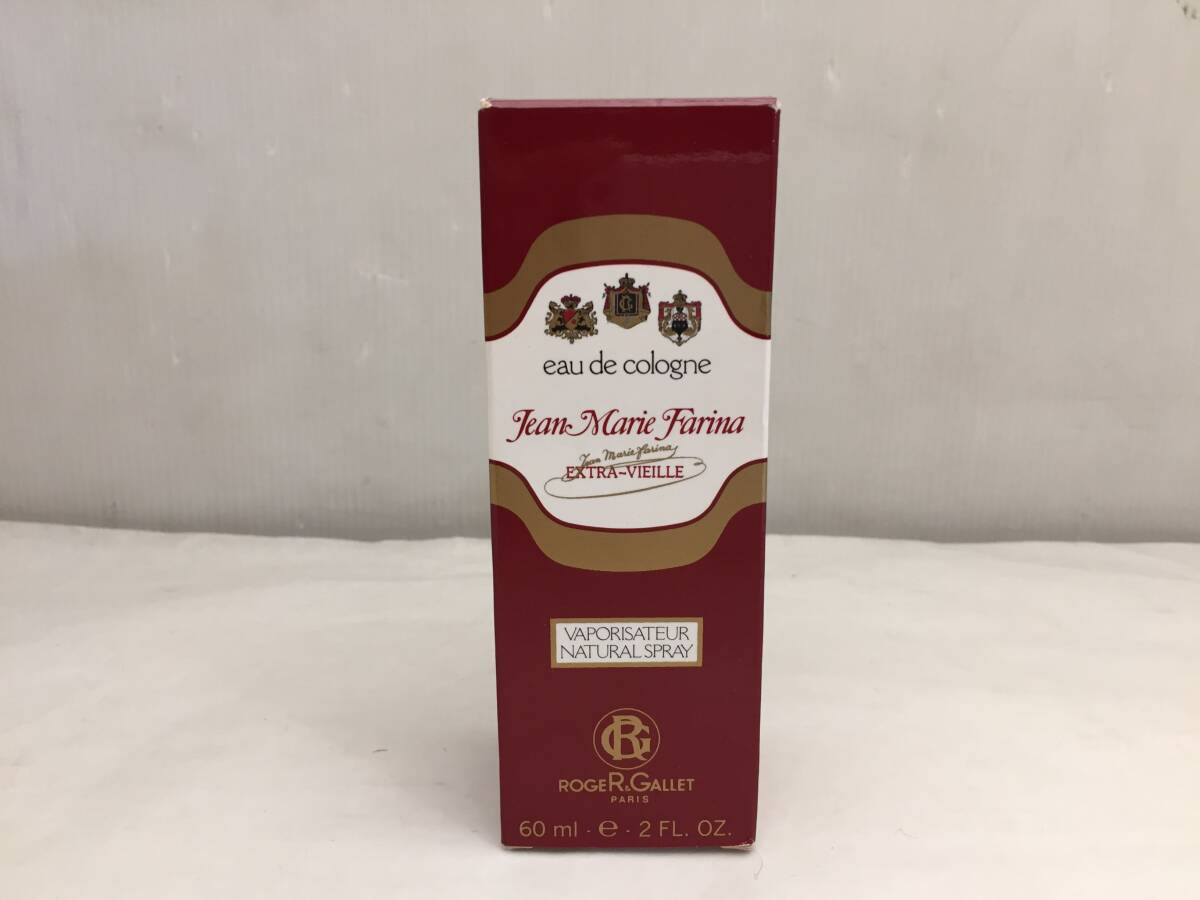 RG
eau de cologne
Jean-Marie Farina
Jean Marie Farina
EXTRA~VIEILLE
VAPORISATEUR
NATURAL SPRAY
RG
ROGER & GALLET
PARIS
60 ml · e · 2 FL. OZ.